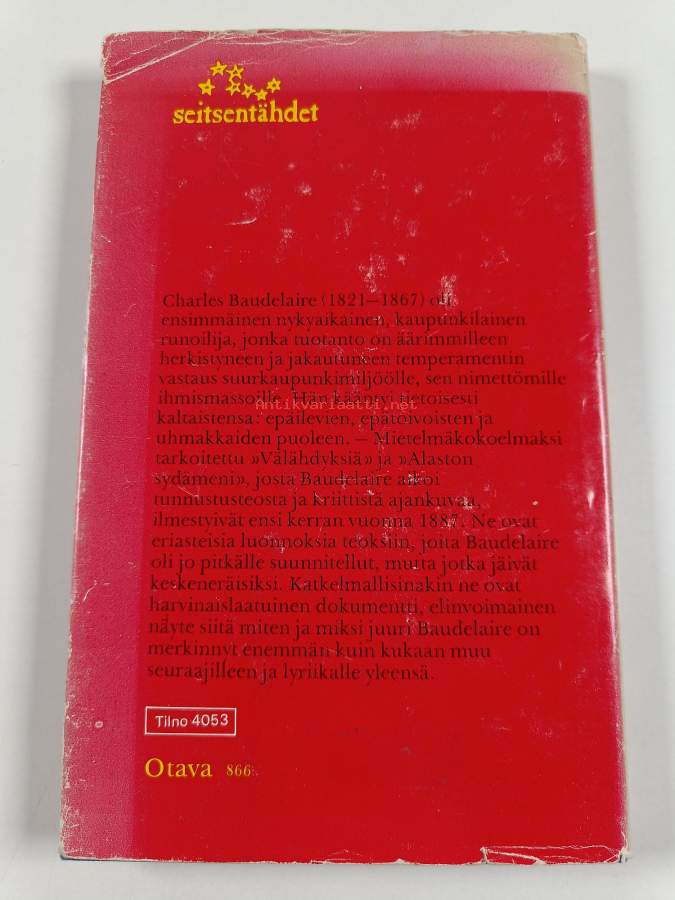 seitsentähdet
Charles Baudelaire (1821—1867) oli
ensimmäinen nykyaikainen, kaupunkilainen
runoilija, jonka tuotanto on äärimmilleen
herkistyneen ja jakautuneen temperamentin
vastaus suurkaupunkimiljöölle, sen nimettömille
ihmismassoille. Hän kääntyi tietoisesti
Antikvariaatti.net
kaltaistensa: epäilevien, epätoivoisten ja
uhmakkaiden puoleen. — Mietelmäkokoelmaksi
tarkoitettu »Välähdyksiä» ja »Alaston
sydämeni», josta Baudelaire aikoi
tunnustusteosta ja kriittistä ajankuvaa,
ilmestyivät ensi kerran vuonna 1887. Ne ovat
eriasteisia luonnoksia teoksiin, joita Baudelaire
oli jo pitkälle suunnitellut, mutta jotka jäivät
keskeneräisiksi. Katkelmallisinakin ne ovat
harvinaislaatuinen dokumentti, elinvoimainen
näyte siitä miten ja miksi juuri Baudelaire on
merkinnyt enemmän kuin kukaan muu
seuraajilleen ja lyriikalle yleensä.
Tilno 4053
Otava 866